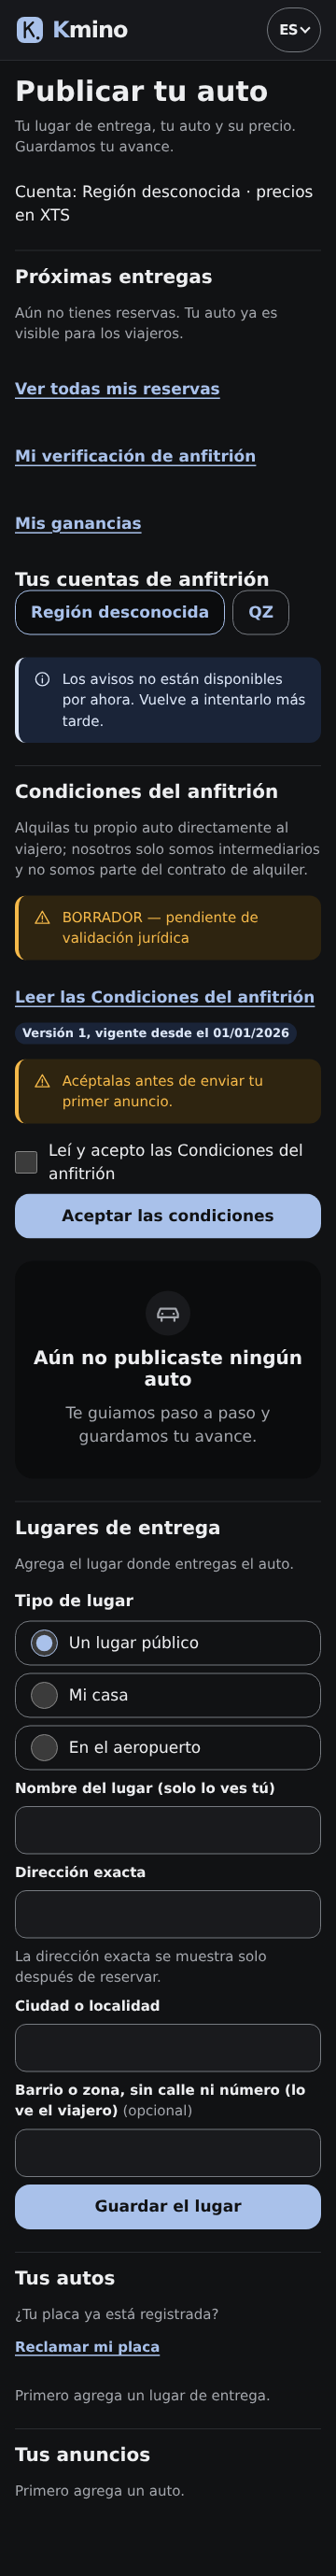 Kmino
ES
Publicar tu auto
Tu lugar de entrega, tu auto y su precio.
Guardamos tu avance.
Cuenta: Región desconocida · precios
en XTS
Próximas entregas
Aún no tienes reservas. Tu auto ya es
visible para los viajeros.
Ver todas mis reservas
Mi verificación de anfitrión
Mis ganancias
Tus cuentas de anfitrión
Región desconocida
QZ
Los avisos no están disponibles
por ahora. Vuelve a intentarlo más
tarde.
Condiciones del anfitrión
Alquilas tu propio auto directamente al
viajero; nosotros solo somos intermediarios
y no somos parte del contrato de alquiler.
BORRADOR — pendiente de
validación jurídica
Leer las Condiciones del anfitrión
Versión 1, vigente desde el 01/01/2026
Acéptalas antes de enviar tu
primer anuncio.
Leí y acepto las Condiciones del
anfitrión
Aceptar las condiciones
Aún no publicaste ningún
auto
Te guiamos paso a paso y
guardamos tu avance.
Lugares de entrega
Agrega el lugar donde entregas el auto.
Tipo de lugar
Un lugar público
Mi casa
En el aeropuerto
Nombre del lugar (solo lo ves tú)
Dirección exacta
La dirección exacta se muestra solo
después de reservar.
Ciudad o localidad
Barrio o zona, sin calle ni número (lo
ve el viajero) (opcional)
Guardar el lugar
Tus autos
¿Tu placa ya está registrada?
Reclamar mi placa
Primero agrega un lugar de entrega.
Tus anuncios
Primero agrega un auto.